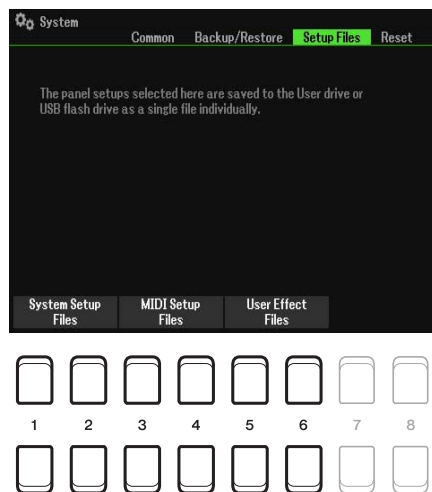 System
Common Backup/Restore Setup Files Reset
The panel setups selected here are saved to the User drive or
USB flash drive as a single file individually.
System Setup MIDI Setup User Effect
Files Files Files
1 2 3 4 5 6 7 8